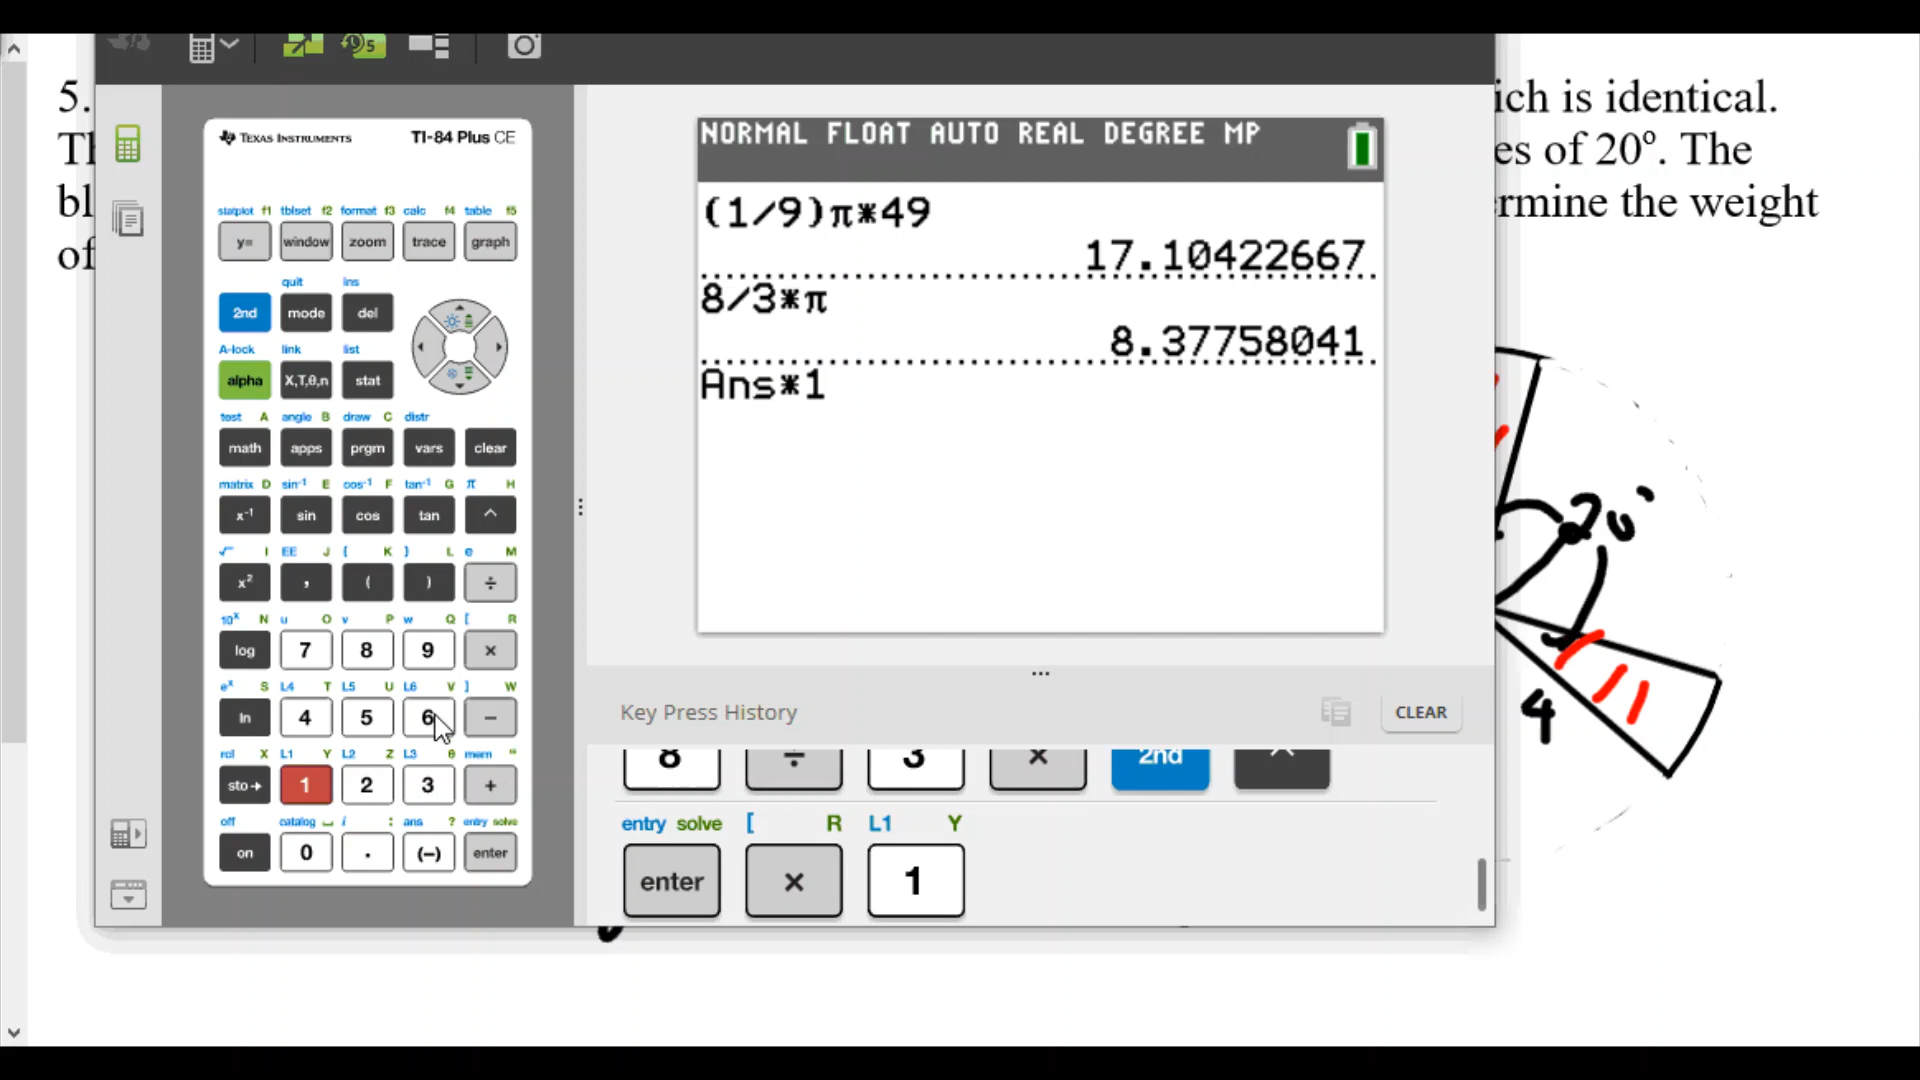 5. ich is identical.
Th es of 20°. The
bl rmine the weight
of
TEXAS INSTRUMENTS TI-84 Plus CE
statplot f1 tblset f2 format f3 calc f4 table f5
y= window zoom trace graph
quit ins
2nd mode del
A-lock link list
alpha X,T,θ,n stat
test A angle B draw C distr
math apps prgm vars clear
matrix D sin-1 E cos-1 F tan-1 G π H
x-1 sin cos tan ^
√ I EE J { K } L e M
x² , ( ) ÷
10x N u O v P w Q [ R
log 7 8 9 ×
ex S L4 T L5 U L6 V ] W
ln 4 5 6 −
rcl X L1 Y L2 Z L3 θ mem "
sto→ 1 2 3 +
off catalog ⎵ i : ans ? entry solve
on 0 . (−) enter
NORMAL FLOAT AUTO REAL DEGREE MP
(1/9)π*49
17.10422667
8/3*π
8.37758041
Ans*1
Key Press History CLEAR
8 ÷ 3 × 2nd ^
entry solve [ R L1 Y
enter × 1
20°
4